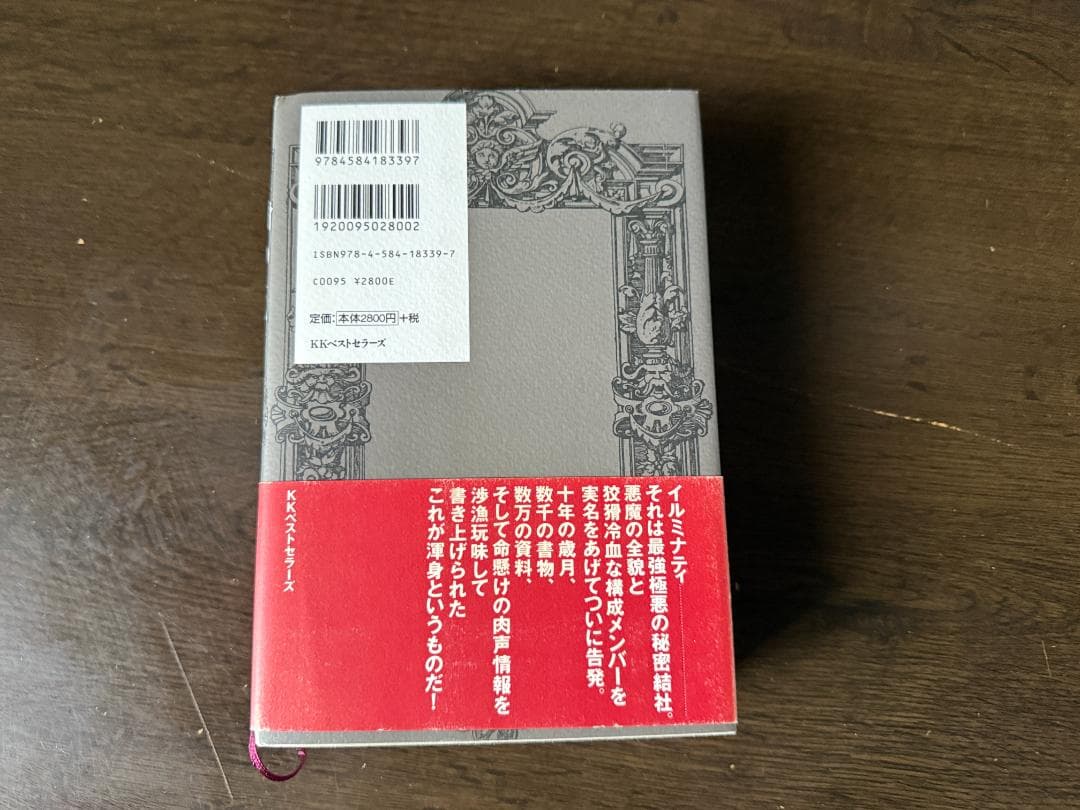 9784584183397
1920095028002
ISBN978-4-584-18339-7
C0095 ¥2800E
定価：本体2800円+税
KKベストセラーズ
イルミナティ
それは最強極悪の秘密結社。
悪魔の全貌と
狡猾冷血な構成メンバーを
実名をあげてついに告発。
十年の歳月、
数千の書物、
数万の資料、
そして命懸けの肉声情報を
渉漁玩味して
書き上げられた
これが渾身というものだ！
KKベストセラーズ